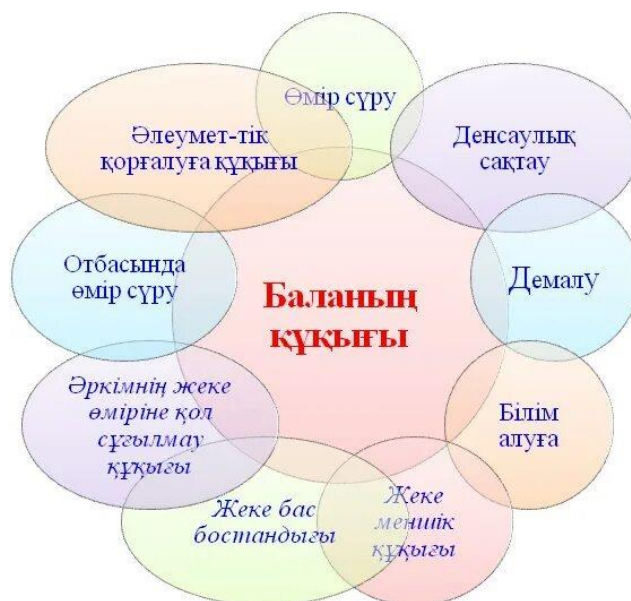 Өмір сүру
Әлеумет-тік
қорғалуға құқығы
Денсаулық
сақтау
Отбасында
өмір сүру
Демалу
Баланың
құқығы
Әркімнің жеке
өміріне қол
сұғылмау
құқығы
Білім
алуға
Жеке бас
бостандығы
Жеке
меншік
құқығы